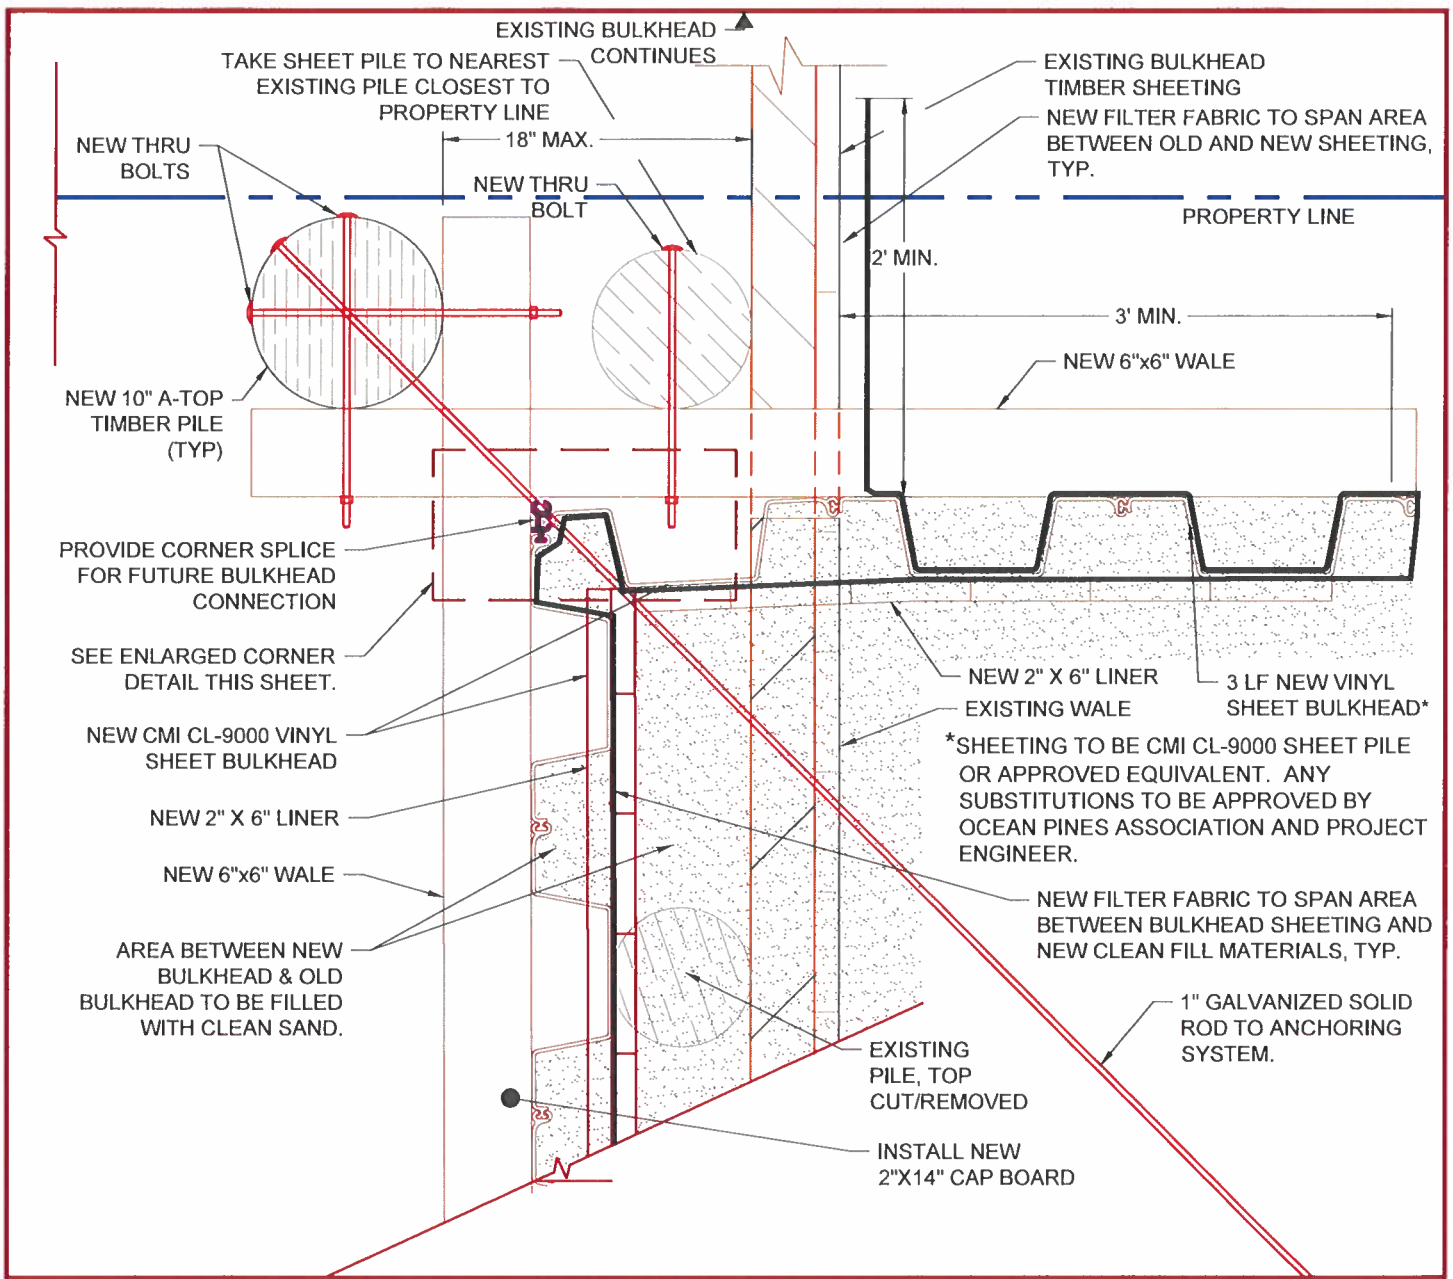 EXISTING BULKHEAD
CONTINUES
TAKE SHEET PILE TO NEAREST
EXISTING PILE CLOSEST TO
PROPERTY LINE
18" MAX.
NEW THRU
BOLTS
NEW THRU
BOLT
EXISTING BULKHEAD
TIMBER SHEETING
NEW FILTER FABRIC TO SPAN AREA
BETWEEN OLD AND NEW SHEETING,
TYP.
PROPERTY LINE
2' MIN.
3' MIN.
NEW 6"x6" WALE
NEW 10" A-TOP
TIMBER PILE
(TYP)
PROVIDE CORNER SPLICE
FOR FUTURE BULKHEAD
CONNECTION
SEE ENLARGED CORNER
DETAIL THIS SHEET.
NEW CMI CL-9000 VINYL
SHEET BULKHEAD
NEW 2" X 6" LINER
NEW 6"x6" WALE
AREA BETWEEN NEW
BULKHEAD & OLD
BULKHEAD TO BE FILLED
WITH CLEAN SAND.
NEW 2" X 6" LINER
3 LF NEW VINYL
SHEET BULKHEAD*
EXISTING WALE
*SHEETING TO BE CMI CL-9000 SHEET PILE
OR APPROVED EQUIVALENT. ANY
SUBSTITUTIONS TO BE APPROVED BY
OCEAN PINES ASSOCIATION AND PROJECT
ENGINEER.
NEW FILTER FABRIC TO SPAN AREA
BETWEEN BULKHEAD SHEETING AND
NEW CLEAN FILL MATERIALS, TYP.
1" GALVANIZED SOLID
ROD TO ANCHORING
SYSTEM.
EXISTING
PILE, TOP
CUT/REMOVED
INSTALL NEW
2"X14" CAP BOARD